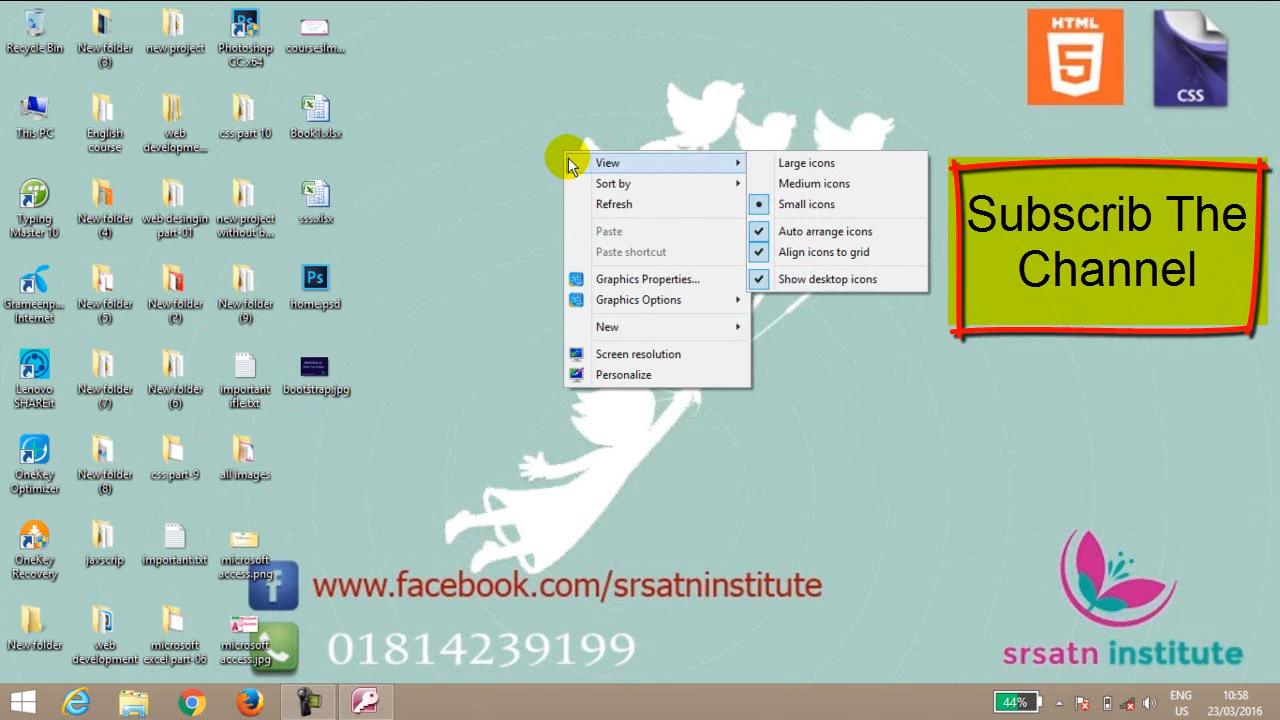 Recycle Bin
New folder
(3)
new project
Photoshop
CC x64
coursesIm...
This PC
English
course
web
developme...
css part 10
Book1.xlsx
Typing
Master 10
New folder
(4)
web desinging
part-01
new project
without b...
sss.xlsx
Grameenp...
Internet
New folder
(5)
New folder
(2)
New folder
(9)
home.psd
Lenovo
SHAREit
New folder
(7)
New folder
(6)
important
ifle.txt
bootstrap.jpg
OneKey
Optimizer
New folder
(8)
css part-9
all images
OneKey
Recovery
javscrip
important.txt
microsoft
access.png
New folder
web
development
microsoft
excel part-06
microsoft
access.jpg
View
Sort by
Refresh
Paste
Paste shortcut
Graphics Properties...
Graphics Options
New
Screen resolution
Personalize
Large icons
Medium icons
Small icons
Auto arrange icons
Align icons to grid
Show desktop icons
HTML
5
CSS
Subscrib The
Channel
www.facebook.com/srsatninstitute
01814239199
srsatn institute
44%
ENG
US
10:58
23/03/2016